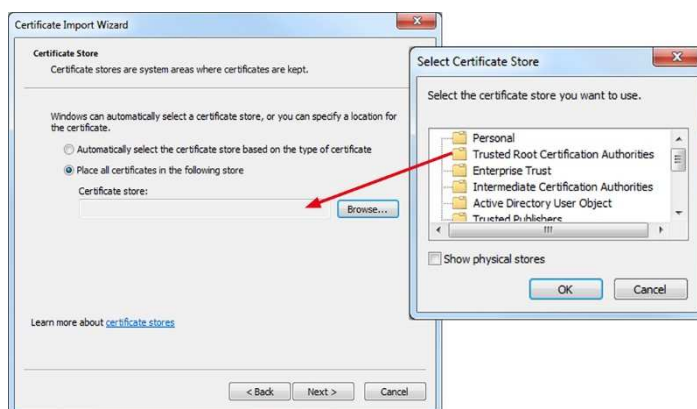 Certificate Import Wizard
Certificate Store
Certificate stores are system areas where certificates are kept.
Windows can automatically select a certificate store, or you can specify a location for
the certificate.
Automatically select the certificate store based on the type of certificate
Place all certificates in the following store
Certificate store:
Browse...
Learn more about certificate stores
< Back
Next >
Cancel
Select Certificate Store
Select the certificate store you want to use.
Personal
Trusted Root Certification Authorities
Enterprise Trust
Intermediate Certification Authorities
Active Directory User Object
Trusted Publishers
Show physical stores
OK
Cancel